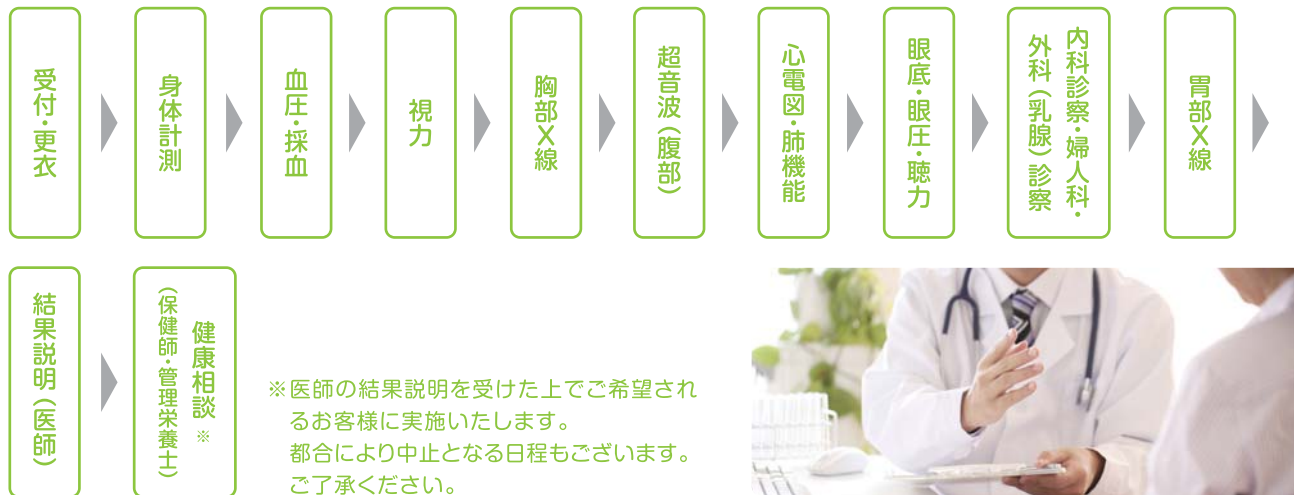 受付・更衣
身体計測
血圧・採血
視力
胸部X線
超音波（腹部）
心電図・肺機能
眼底・眼圧・聴力
内科診察・婦人科・
外科（乳腺）診察
胃部X線
結果説明（医師）
健康相談※
（保健師・管理栄養士）
※医師の結果説明を受けた上でご希望され
るお客様に実施いたします。
都合により中止となる日程もございます。
ご了承ください。